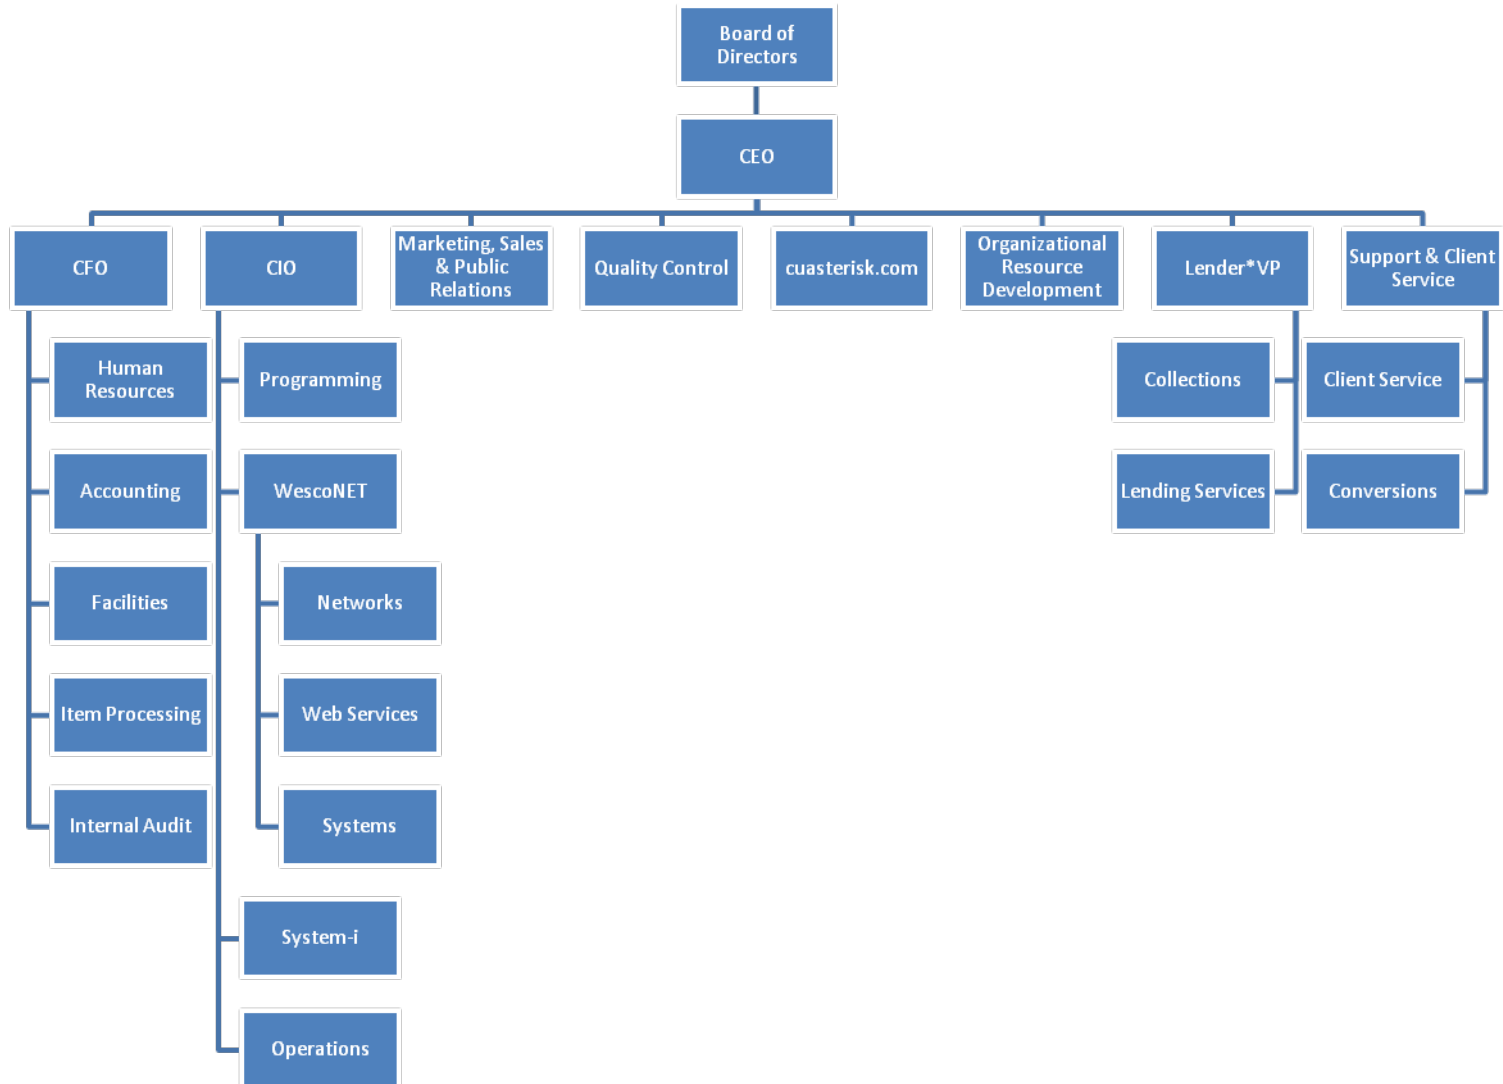 Board of
Directors
CEO
CFO
CIO
Marketing, Sales
& Public
Relations
Quality Control
cuasterisk.com
Organizational
Resource
Development
Lender*VP
Support & Client
Service
Human
Resources
Programming
Collections
Client Service
Accounting
WescoNET
Lending Services
Conversions
Facilities
Networks
Item Processing
Web Services
Internal Audit
Systems
System-i
Operations